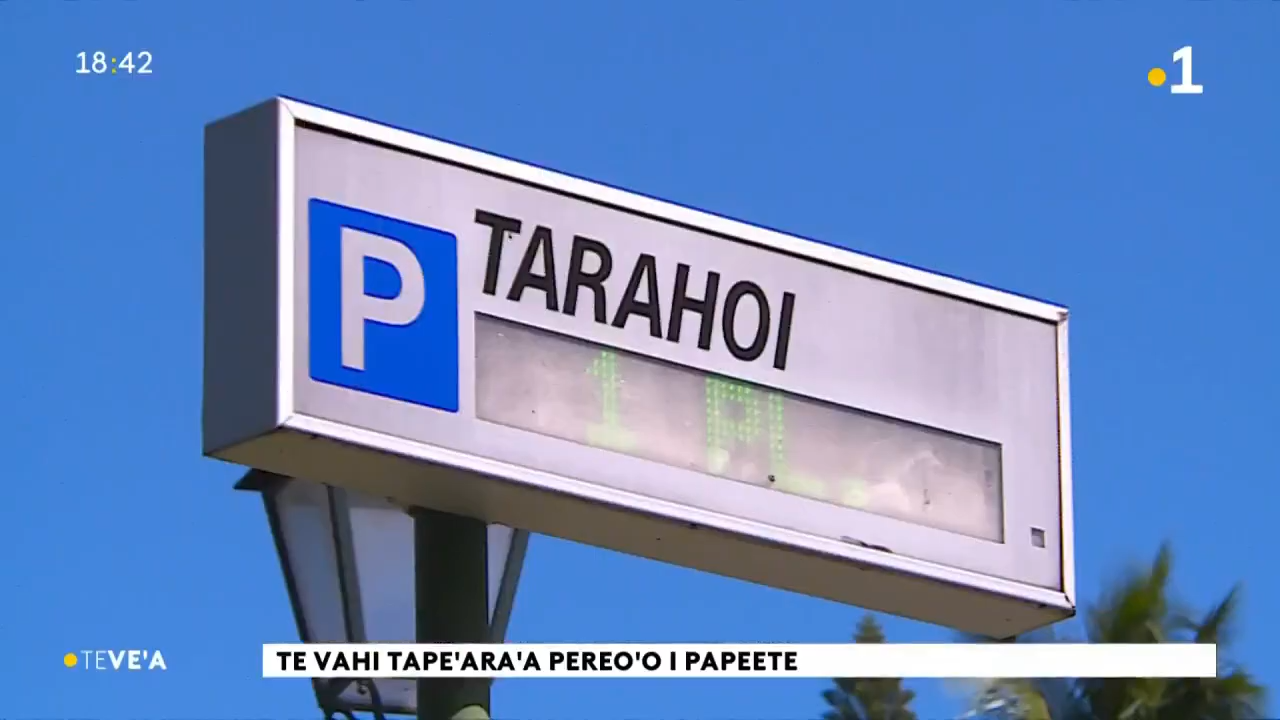 18:42
1
P
TARAHOI
1 PL.
TEVE'A
TE VAHI TAPE'ARA'A PEREO'O I PAPEETE